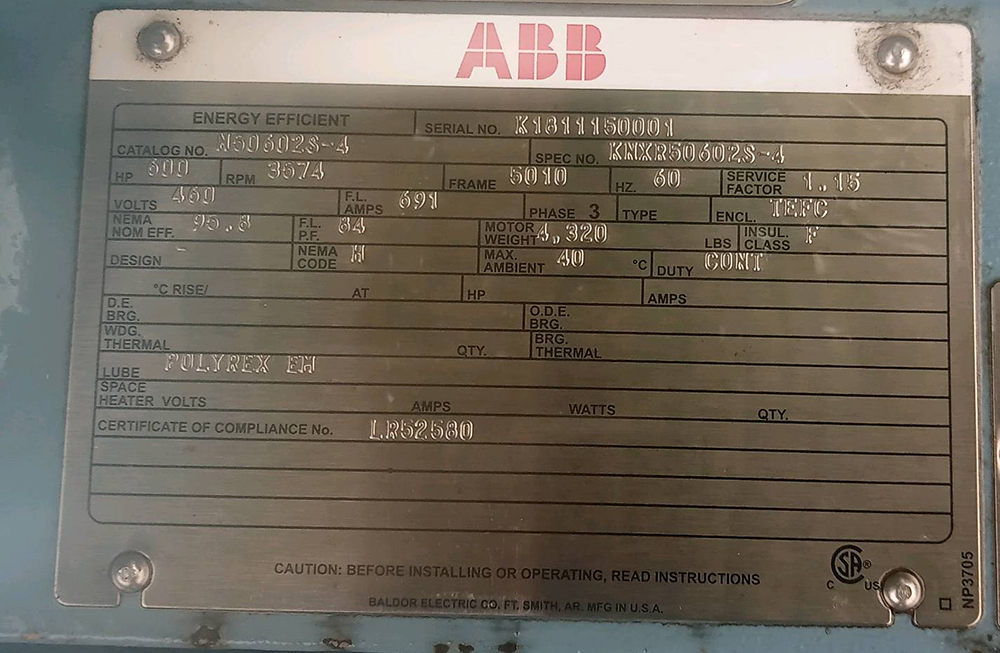 ABB
ENERGY EFFICIENT SERIAL NO. K1811150001
CATALOG NO. N50602S-4 SPEC NO. KNXR50602S-4
HP 600 RPM 3574 FRAME 5010 HZ. 60 SERVICE FACTOR 1.15
VOLTS 460 F.L. AMPS 691 PHASE 3 TYPE ENCL. TEFC
NEMA NOM EFF. 95.8 F.L. P.F. 84 MOTOR WEIGHT 4,320 LBS INSUL. CLASS F
DESIGN - NEMA CODE H MAX. AMBIENT 40 °C DUTY CONT
°C RISE/ AT HP AMPS
D.E. BRG. O.D.E. BRG.
WDG. THERMAL QTY. BRG. THERMAL
LUBE POLYREX EM
SPACE HEATER VOLTS AMPS WATTS QTY.
CERTIFICATE OF COMPLIANCE No. LR52580
CAUTION: BEFORE INSTALLING OR OPERATING, READ INSTRUCTIONS
C SA ® US
BALDOR ELECTRIC CO. FT. SMITH, AR. MFG IN U.S.A.
NP3705